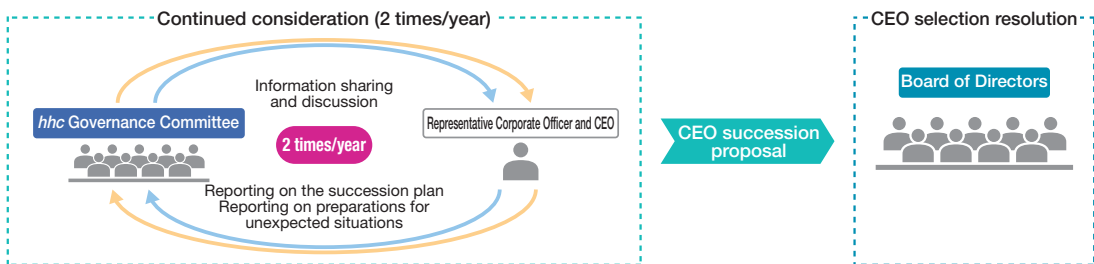 Continued consideration (2 times/year)
Information sharing
and discussion
hhc Governance Committee
2 times/year
Representative Corporate Officer and CEO
Reporting on the succession plan
Reporting on preparations for
unexpected situations
CEO succession
proposal
CEO selection resolution
Board of Directors